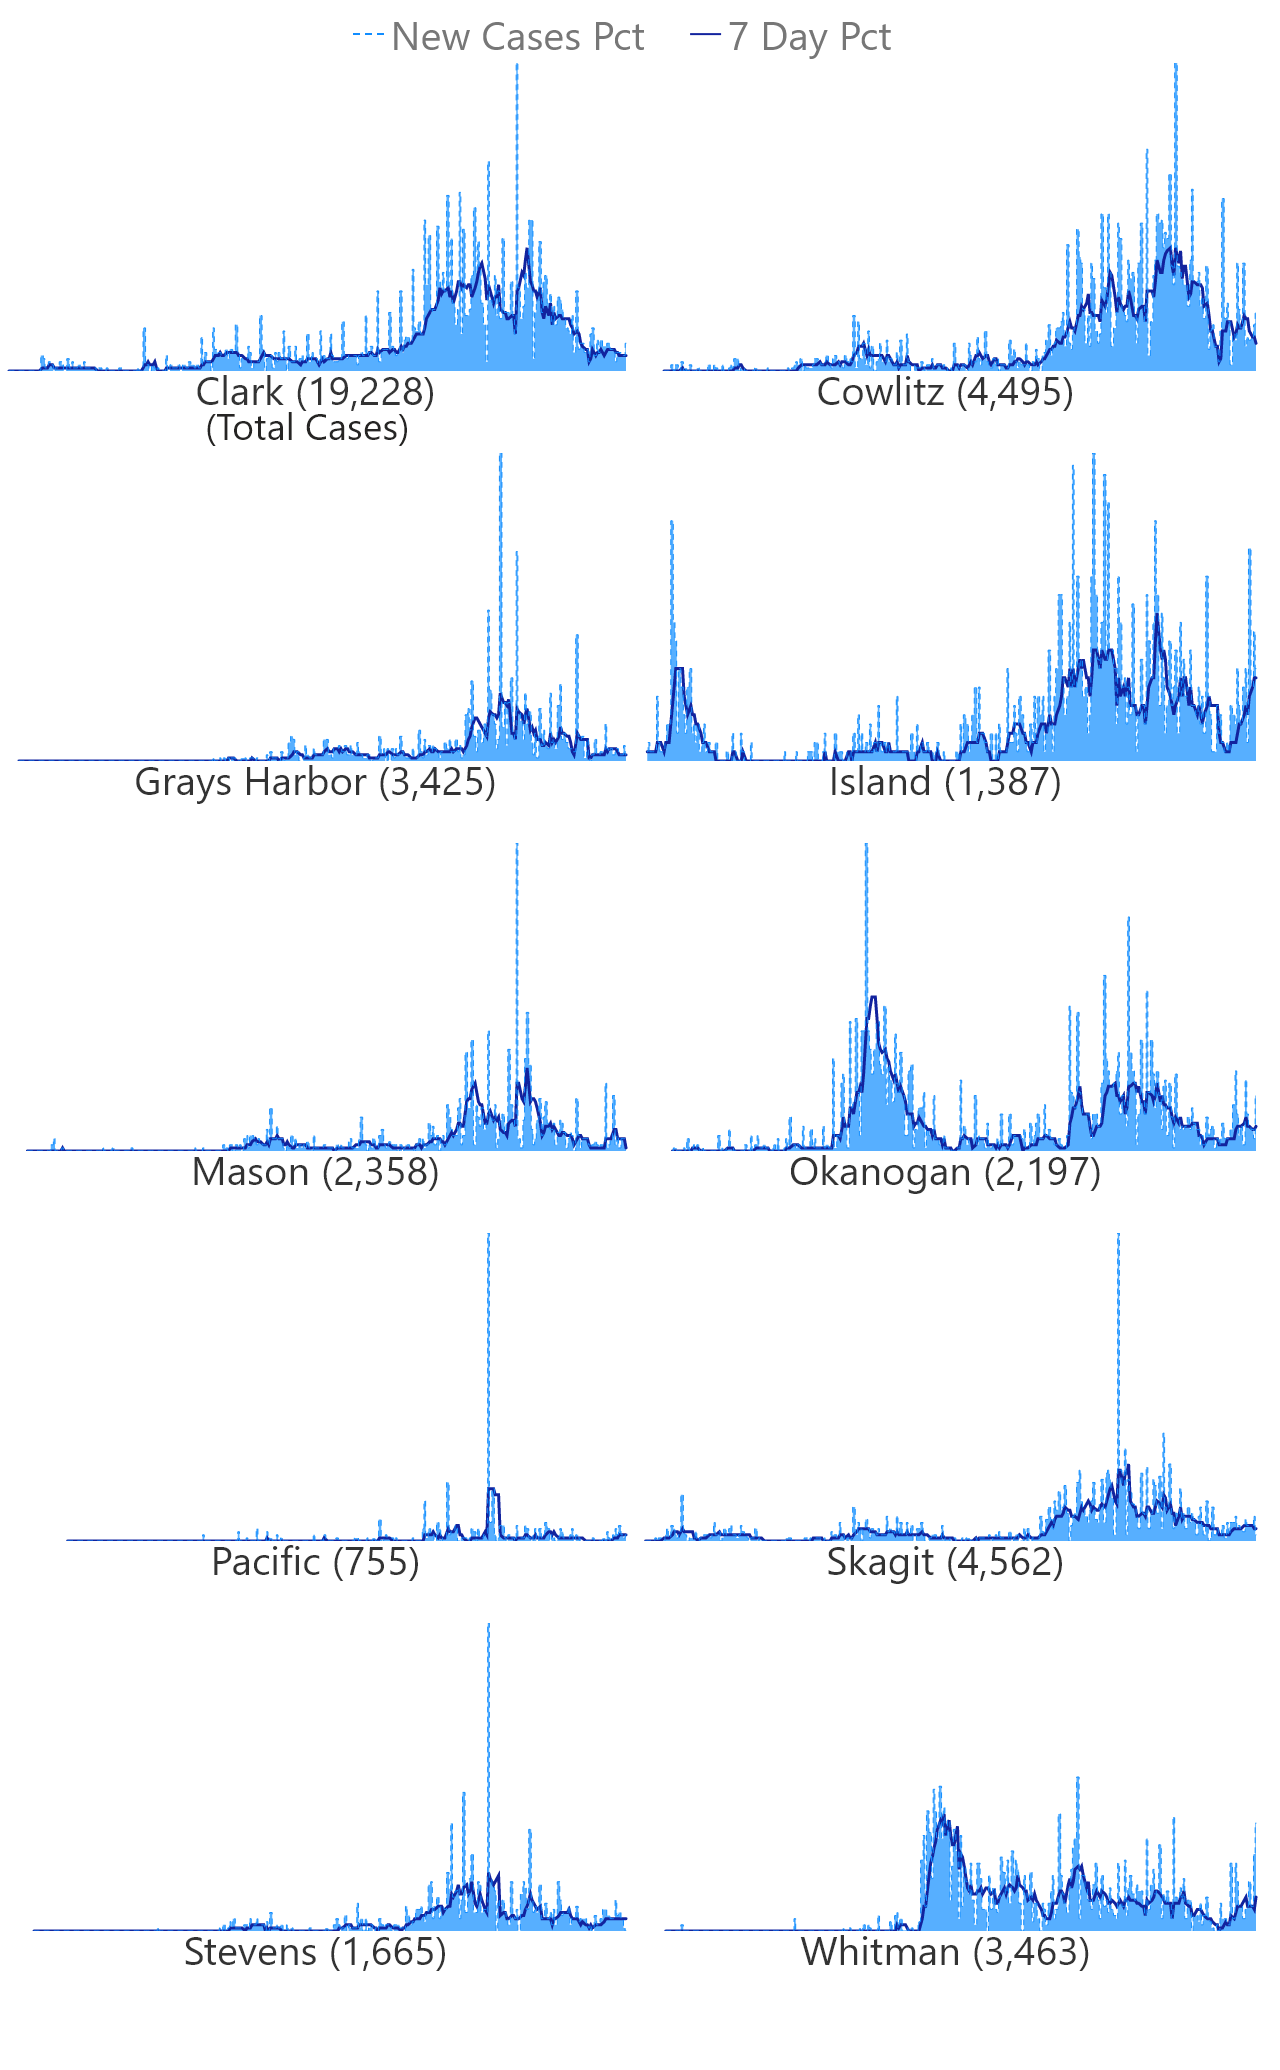 New Cases Pct 7 Day Pct
Clark (19,228) Cowlitz (4,495)
(Total Cases)
Grays Harbor (3,425) Island (1,387)
Mason (2,358) Okanogan (2,197)
Pacific (755) Skagit (4,562)
Stevens (1,665) Whitman (3,463)